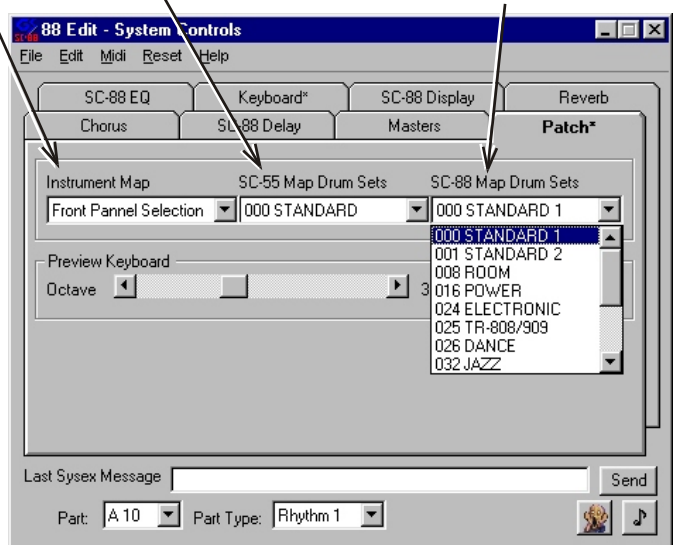 88 Edit - System Controls
File Edit Midi Reset Help
SC-88 EQ Keyboard* SC-88 Display Reverb
Chorus SC-88 Delay Masters Patch*
Instrument Map SC-55 Map Drum Sets SC-88 Map Drum Sets
Front Pannel Selection 000 STANDARD 000 STANDARD 1
000 STANDARD 1
001 STANDARD 2
008 ROOM
016 POWER
024 ELECTRONIC
025 TR-808/909
026 DANCE
032 JAZZ
Preview Keyboard
Octave 3
Last Sysex Message Send
Part: A 10 Part Type: Rhythm 1